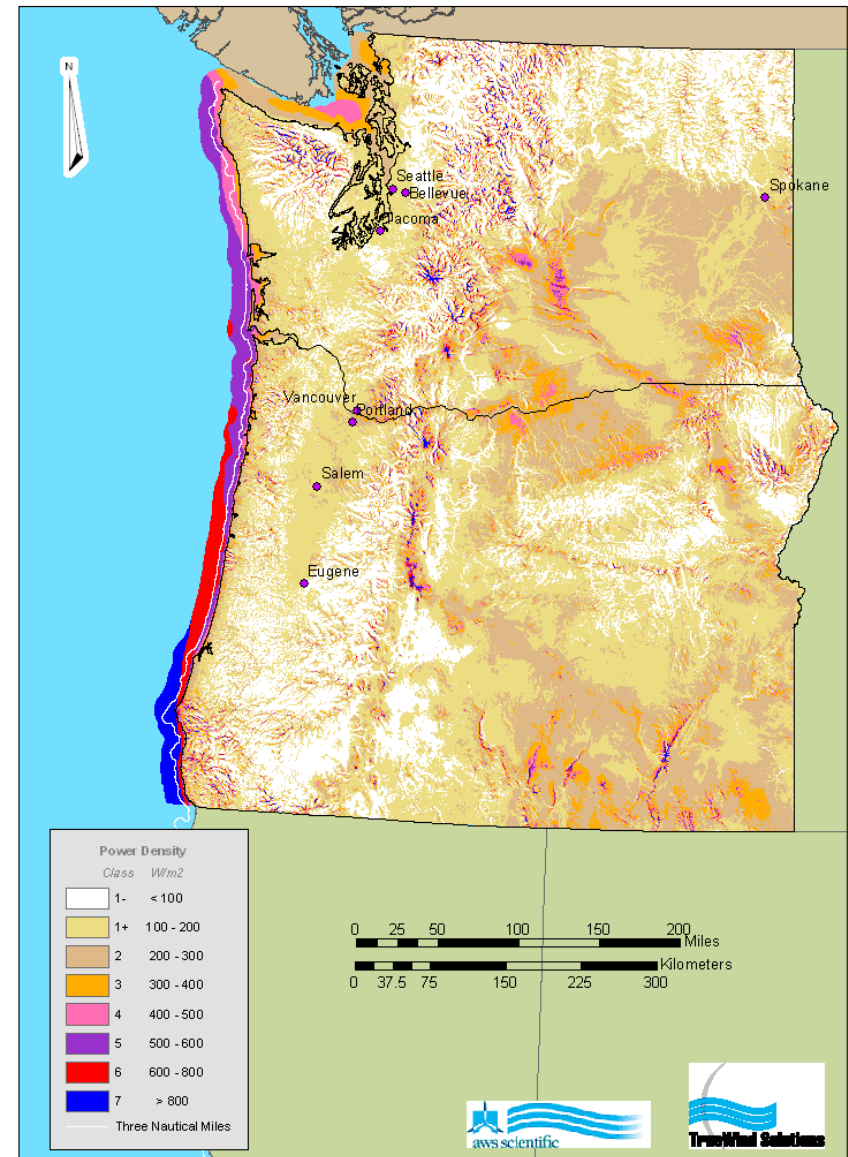 N
Seattle
Bellevue
Tacoma
Spokane
Vancouver
Portland
Salem
Eugene
Power Density
Class W/m2
1- < 100
1+ 100 - 200
2 200 - 300
3 300 - 400
4 400 - 500
5 500 - 600
6 600 - 800
7 > 800
Three Nautical Miles
0 25 50 100 150 200
Miles
Kilometers
0 37.5 75 150 225 300
aws scientific
TrueWind Solutions